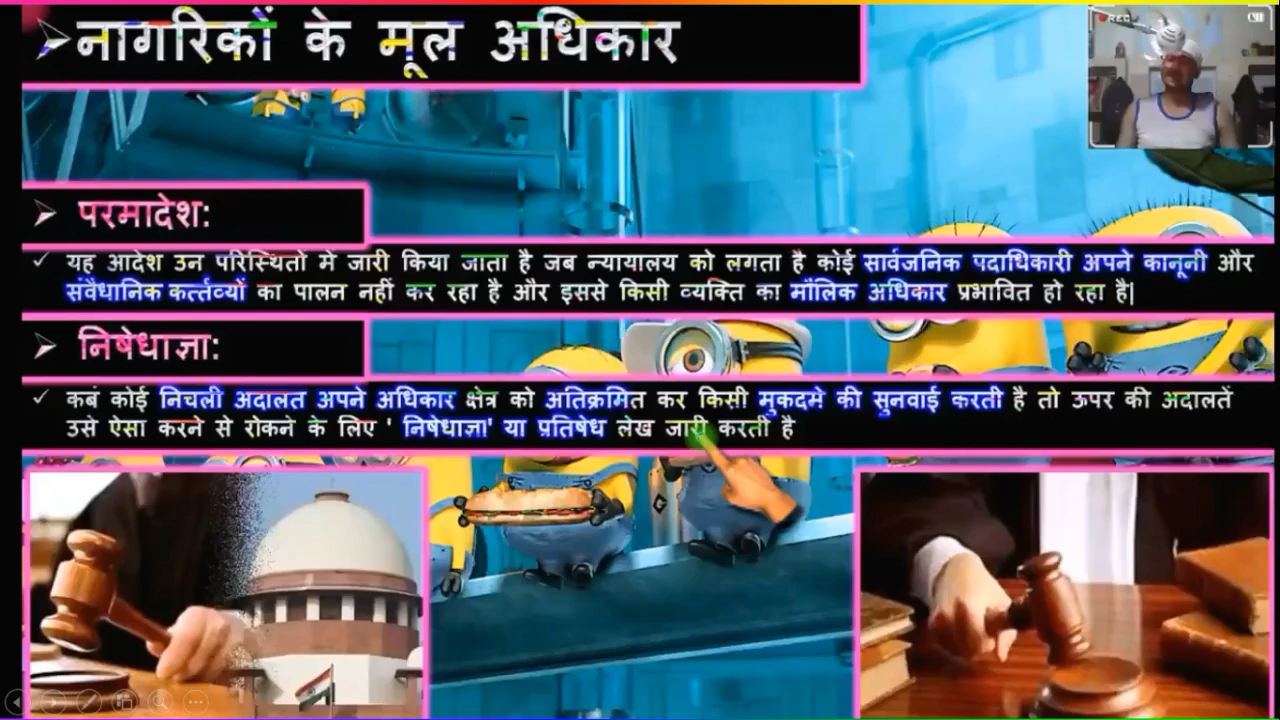 नागरिकों के मूल अधिकार
REC
परमादेश:
यह आदेश उन परिस्थितों में जारी किया जाता है जब न्यायालय को लगता है कोई सार्वजनिक पदाधिकारी अपने कानूनी और
संवैधानिक कर्त्तव्यों का पालन नहीं कर रहा है और इससे किसी व्यक्ति का मौलिक अधिकार प्रभावित हो रहा है|
निषेधाज्ञा:
कबं कोई निचली अदालत अपने अधिकार क्षेत्र को अतिक्रमित कर किसी मुकदमे की सुनवाई करती है तो ऊपर की अदालतें
उसे ऐसा करने से रोकने के लिए ' निषेधाज्ञा' या प्रतिषेध लेख जारी करती है